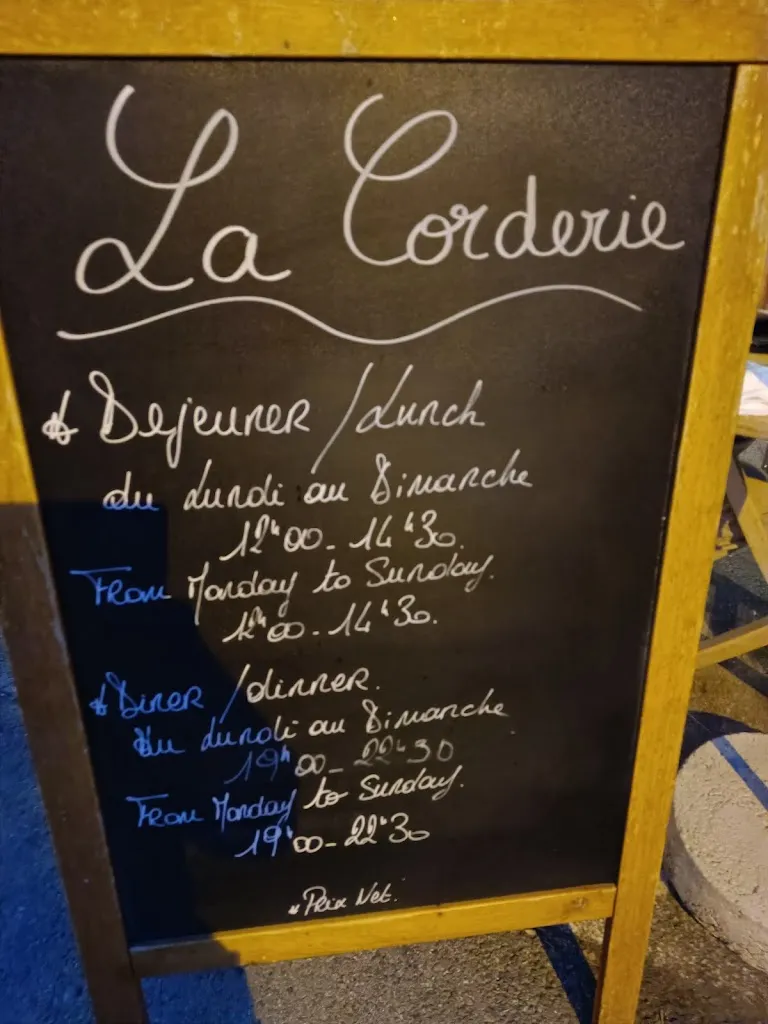 La Corderie
* Dejeuner / Lunch
du Lundi au Dimanche
12h00 - 14h30.
From Monday to Sunday.
12h00 - 14h30.
* Diner / dinner.
Du Lundi au Dimanche
19h00 - 22h30
From Monday to Sunday.
19h00 - 22h30
* Prix Net.